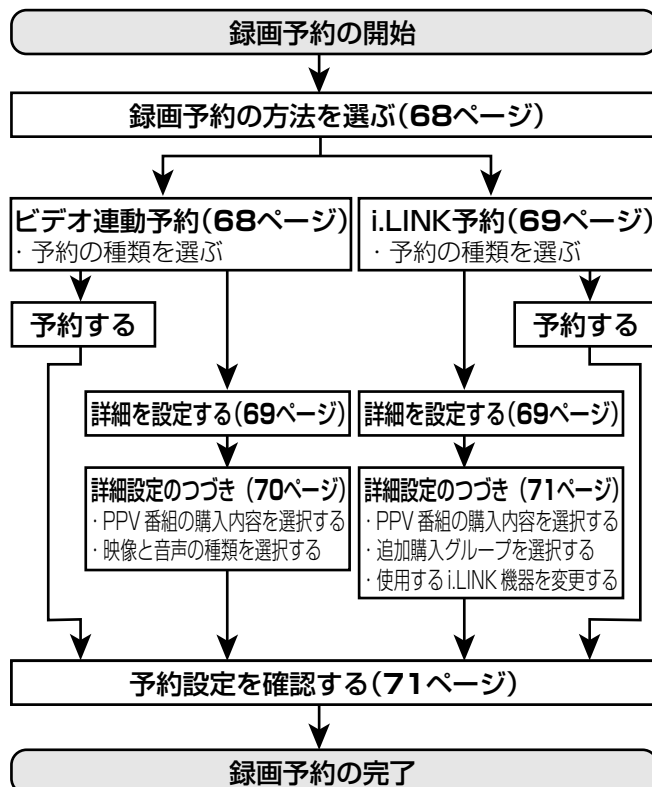 録画予約の開始
録画予約の方法を選ぶ(68ページ)
ビデオ連動予約(68ページ)
・予約の種類を選ぶ
i.LINK予約(69ページ)
・予約の種類を選ぶ
予約する
予約する
詳細を設定する(69ページ)
詳細を設定する(69ページ)
詳細設定のつづき (70ページ)
・PPV 番組の購入内容を選択する
・映像と音声の種類を選択する
詳細設定のつづき (71ページ)
・PPV 番組の購入内容を選択する
・追加購入グループを選択する
・使用するi.LINK 機器を変更する
予約設定を確認する(71ページ)
録画予約の完了